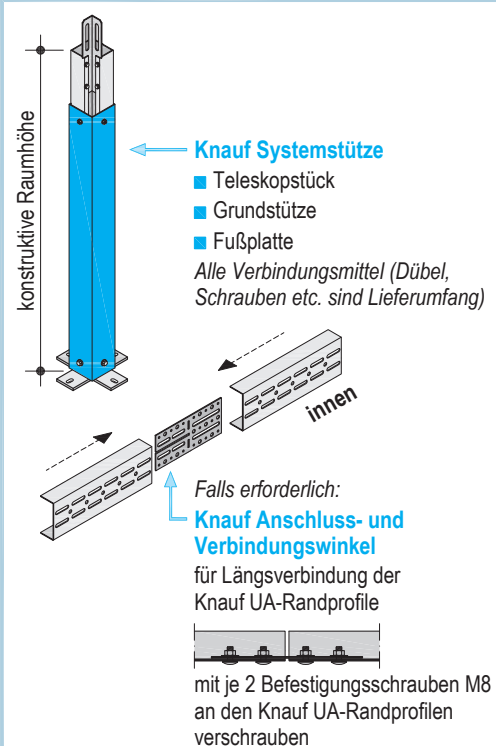 konstruktive Raumhöhe
Knauf Systemstütze
Teleskopstück
Grundstütze
Fußplatte
Alle Verbindungsmittel (Dübel,
Schrauben etc. sind Lieferumfang)
innen
Falls erforderlich:
Knauf Anschluss- und
Verbindungswinkel
für Längsverbindung der
Knauf UA-Randprofile
mit je 2 Befestigungsschrauben M8
an den Knauf UA-Randprofilen
verschrauben